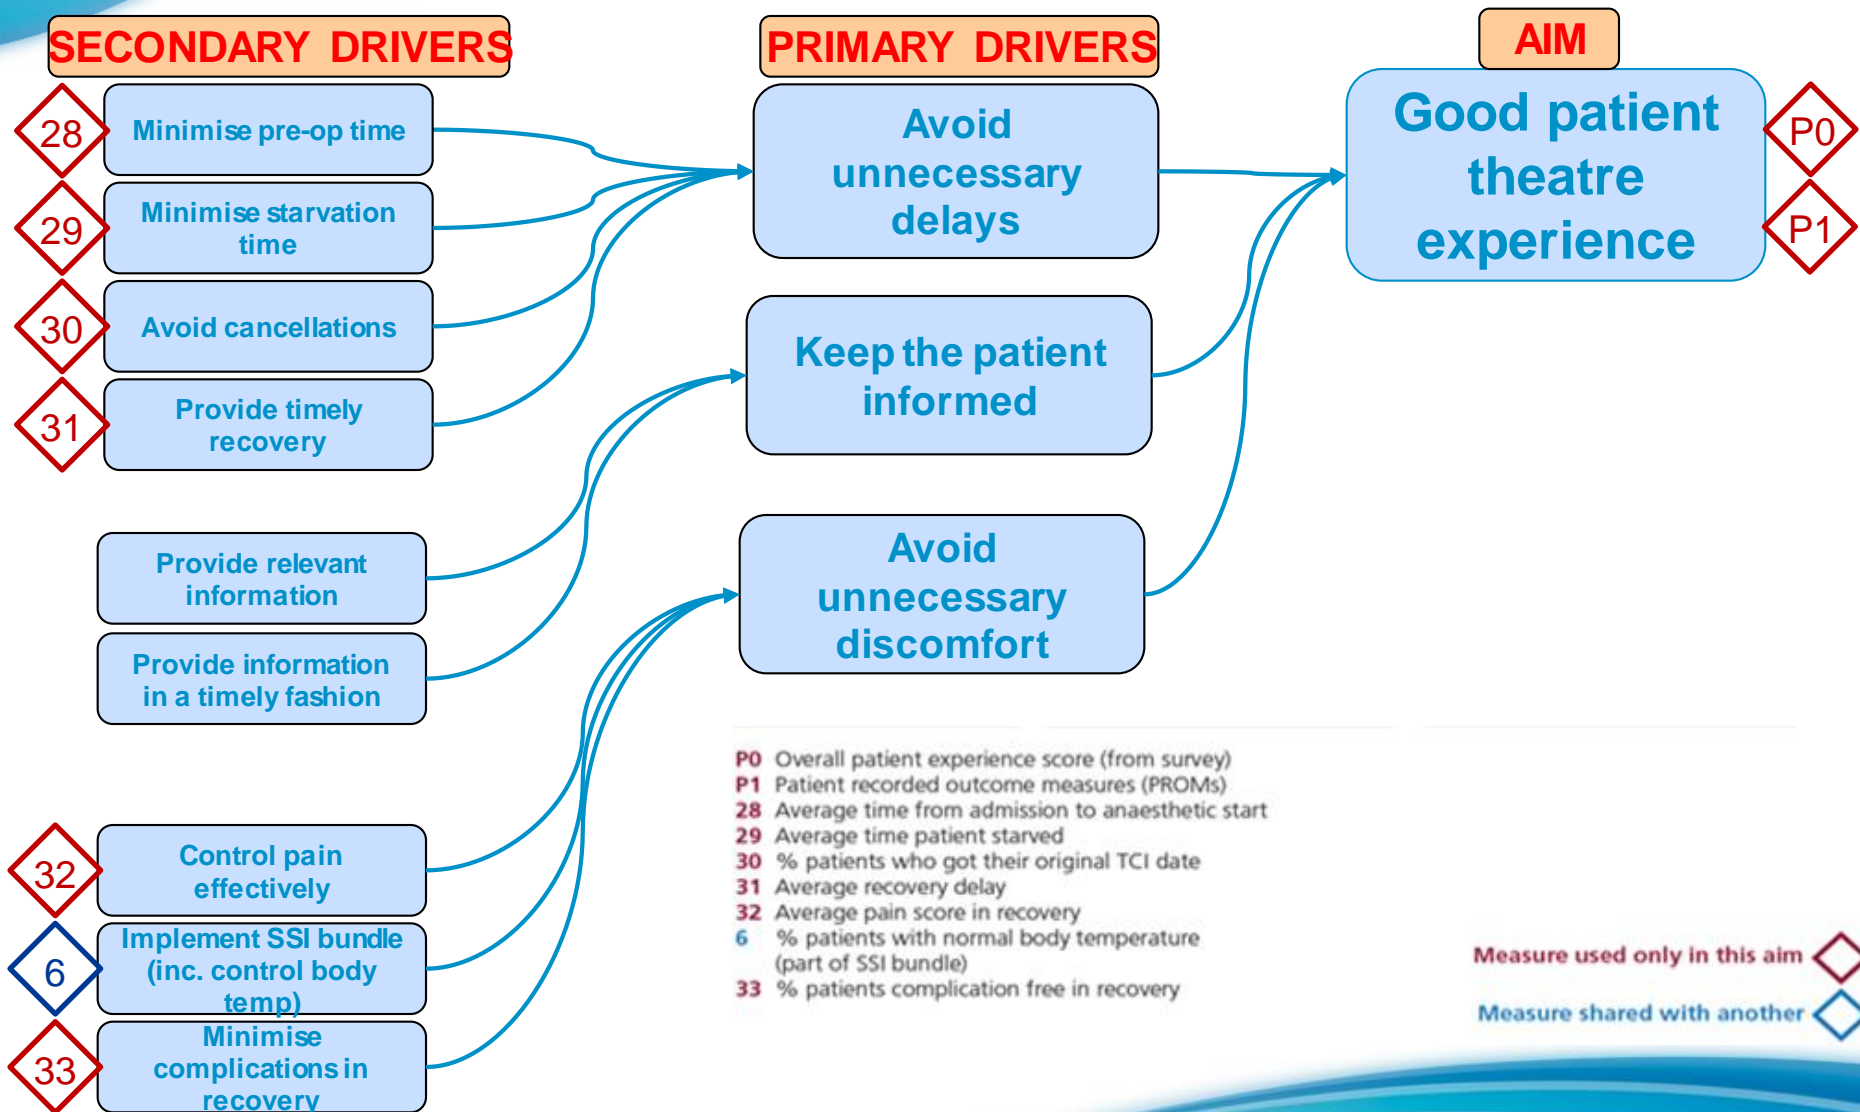 SECONDARY DRIVERS
PRIMARY DRIVERS
AIM
28
Minimise pre-op time
29
Minimise starvation
time
30
Avoid cancellations
31
Provide timely
recovery
Provide relevant
information
Provide information
in a timely fashion
32
Control pain
effectively
6
Implement SSI bundle
(inc. control body
temp)
33
Minimise
complications in
recovery
Avoid
unnecessary
delays
Keep the patient
informed
Avoid
unnecessary
discomfort
Good patient
theatre
experience
P0
P1
P0 Overall patient experience score (from survey)
P1 Patient recorded outcome measures (PROMs)
28 Average time from admission to anaesthetic start
29 Average time patient starved
30 % patients who got their original TCI date
31 Average recovery delay
32 Average pain score in recovery
6 % patients with normal body temperature
(part of SSI bundle)
33 % patients complication free in recovery
Measure used only in this aim
Measure shared with another